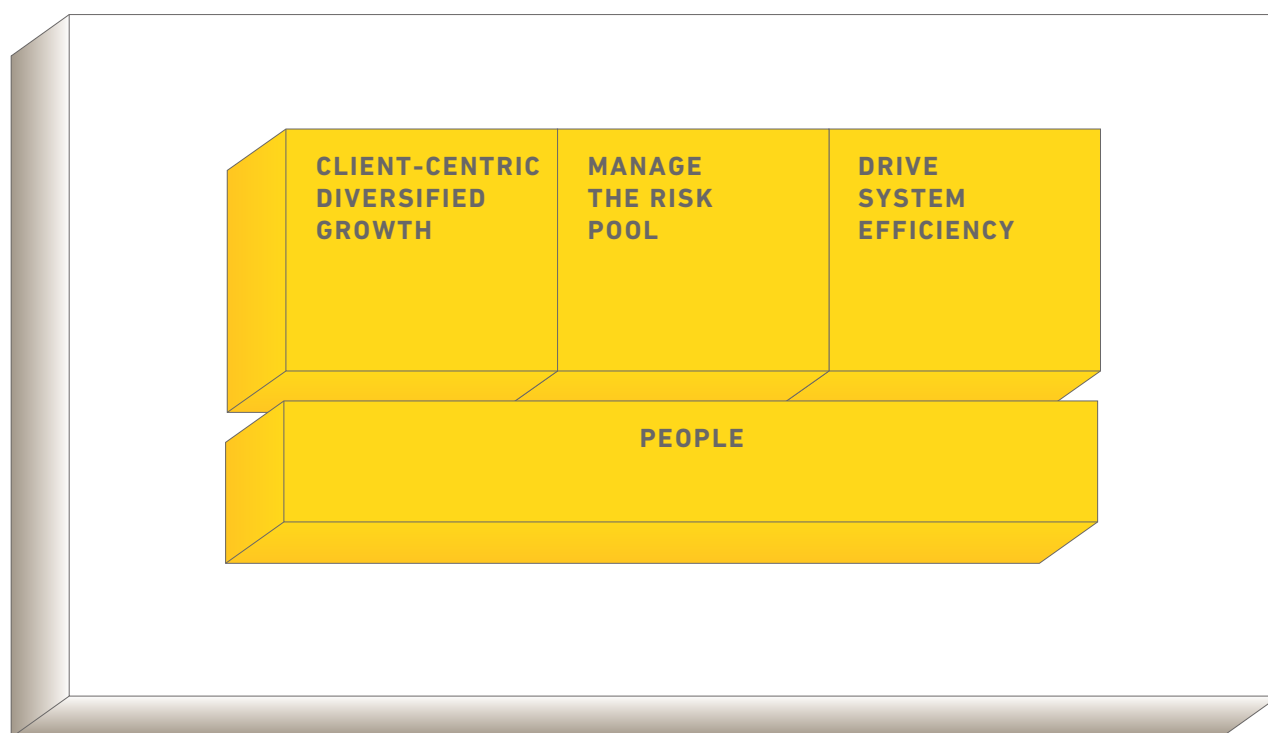 CLIENT-CENTRIC
DIVERSIFIED
GROWTH
MANAGE
THE RISK
POOL
DRIVE
SYSTEM
EFFICIENCY
PEOPLE